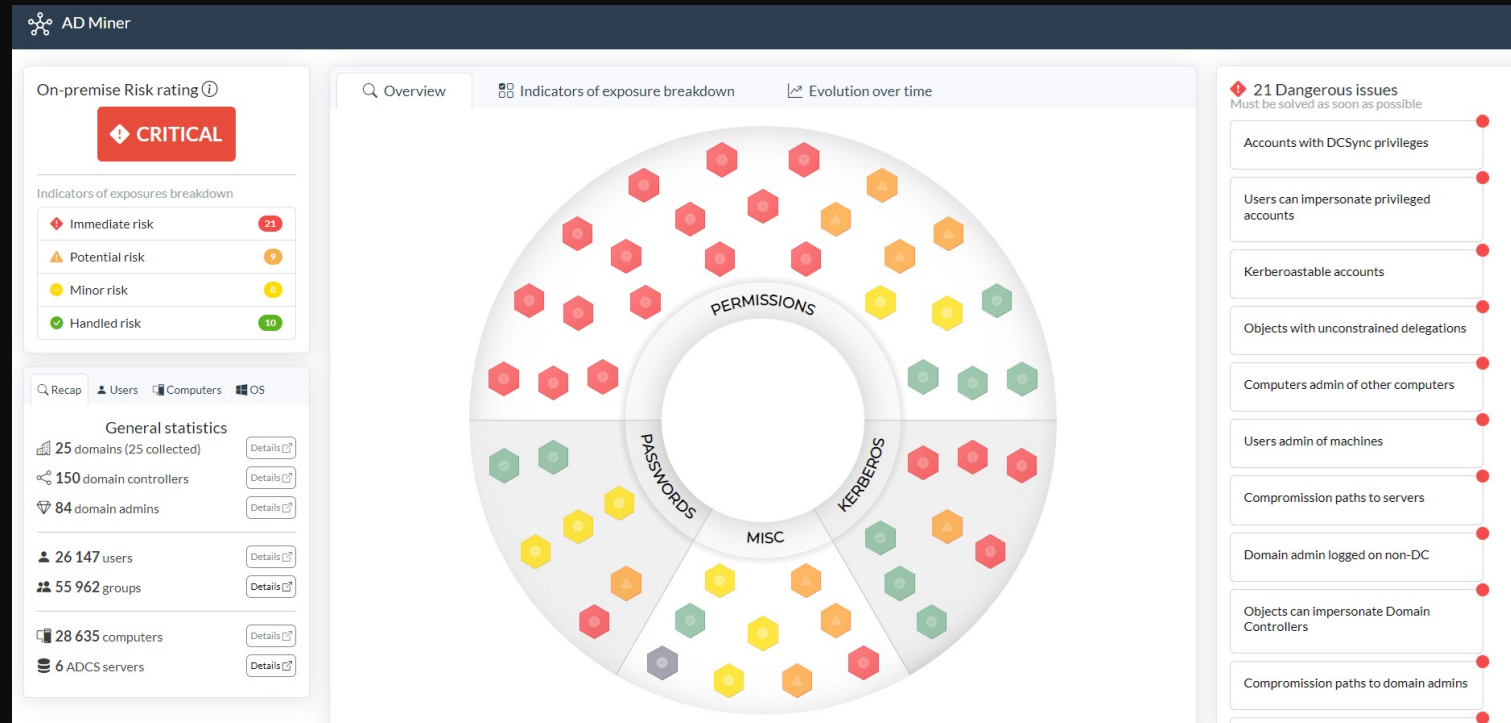 AD Miner
On-premise Risk rating
CRITICAL
Indicators of exposures breakdown
Immediate risk 21
Potential risk 9
Minor risk
Handled risk 10
Recap Users Computers OS
General statistics
25 domains (25 collected) Details
150 domain controllers Details
84 domain admins Details
26 147 users Details
55 962 groups Details
28 635 computers Details
6 ADCS servers Details
Overview Indicators of exposure breakdown Evolution over time
PERMISSIONS
PASSWORDS
KERBEROS
MISC
21 Dangerous issues
Must be solved as soon as possible
Accounts with DCSync privileges
Users can impersonate privileged
accounts
Kerberoastable accounts
Objects with unconstrained delegations
Computers admin of other computers
Users admin of machines
Compromission paths to servers
Domain admin logged on non-DC
Objects can impersonate Domain
Controllers
Compromission paths to domain admins